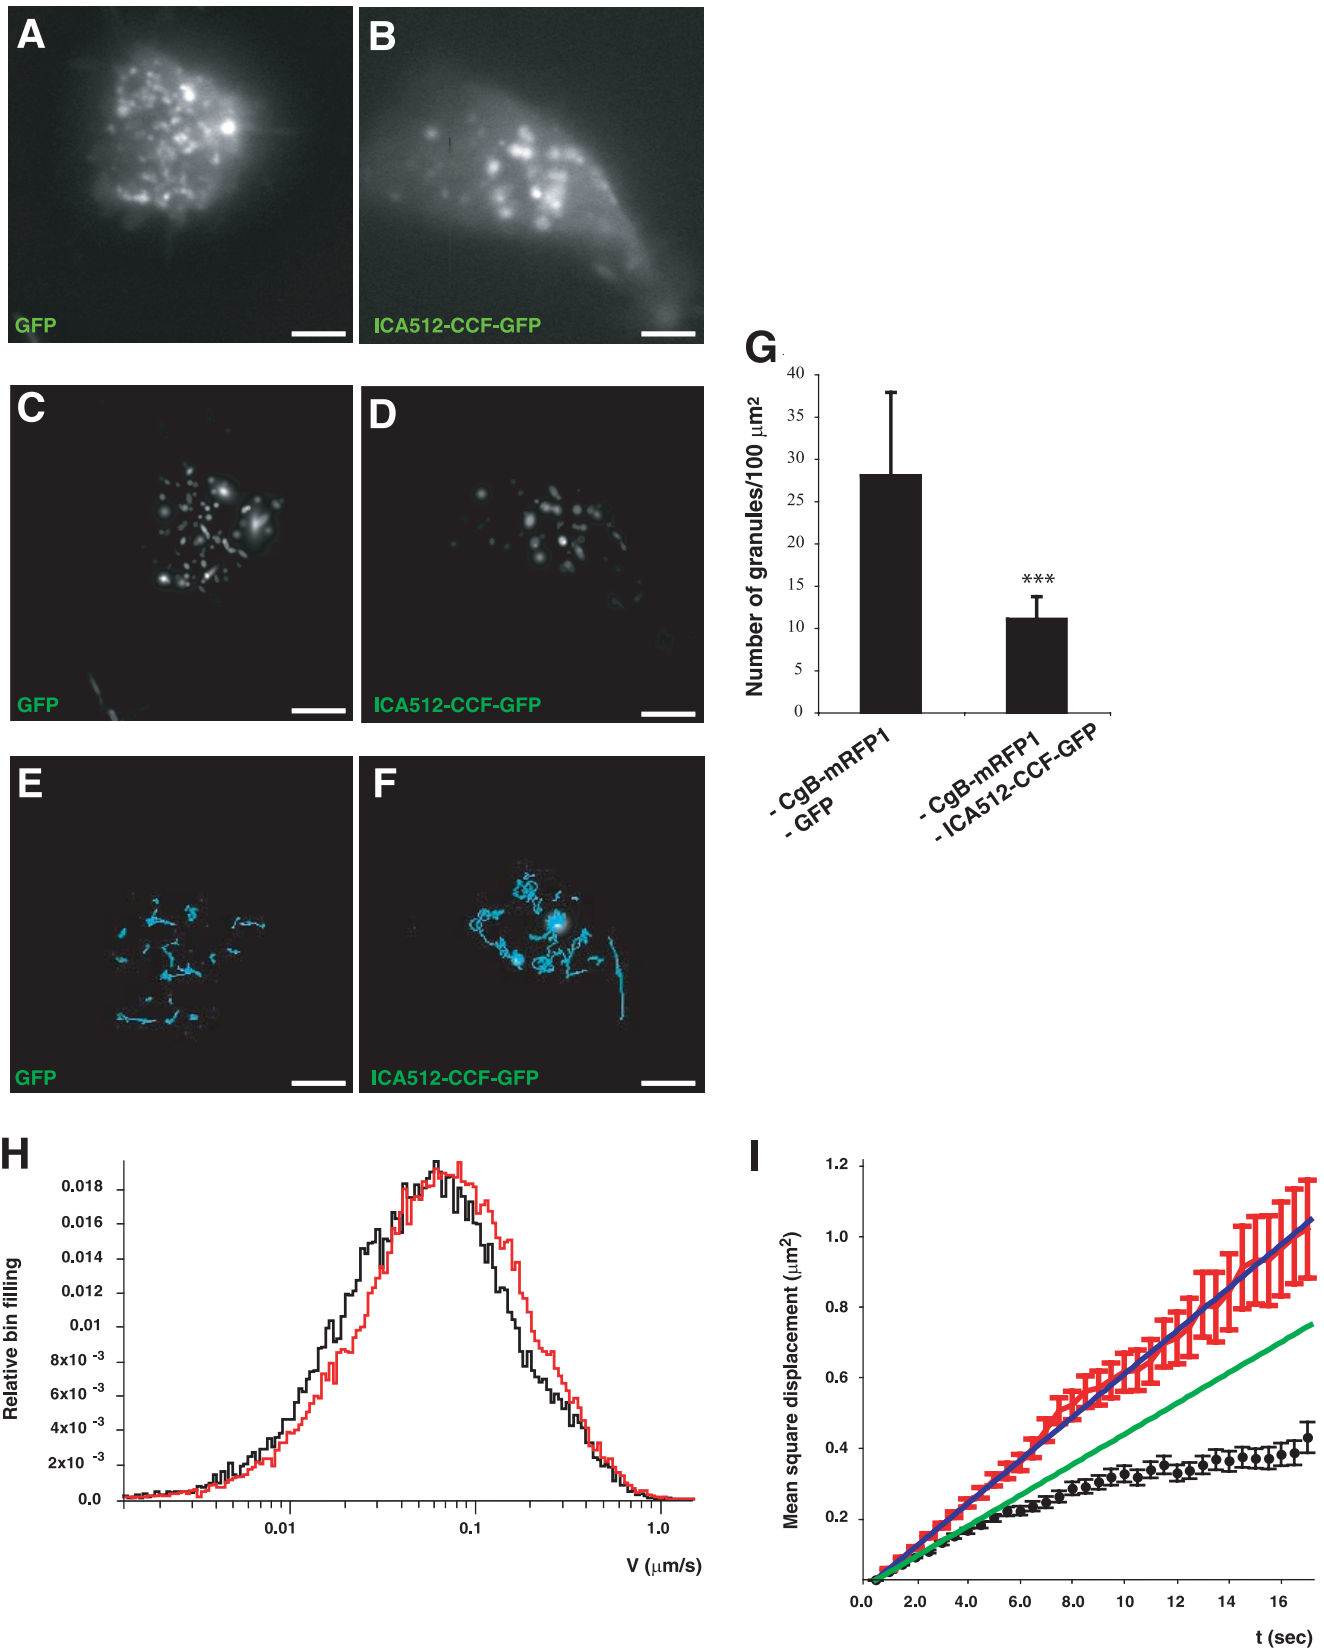 A
GFP
B
ICA512-CCF-GFP
C
GFP
D
ICA512-CCF-GFP
E
GFP
F
ICA512-CCF-GFP
G
Number of granules/100 μm2
40
35
30
25
20
15
10
5
0
***
- CgB-mRFP1
- GFP
- CgB-mRFP1
- ICA512-CCF-GFP
H
Relative bin filling
0.018
0.016
0.014
0.012
0.01
8x10 -3
6x10 -3
4x10 -3
2x10 -3
0.0
0.01 0.1 1.0
V (μm/s)
I
Mean square displacement (μm2)
1.2
1.0
0.8
0.6
0.4
0.2
0.0 2.0 4.0 6.0 8.0 10 12 14 16
t (sec)